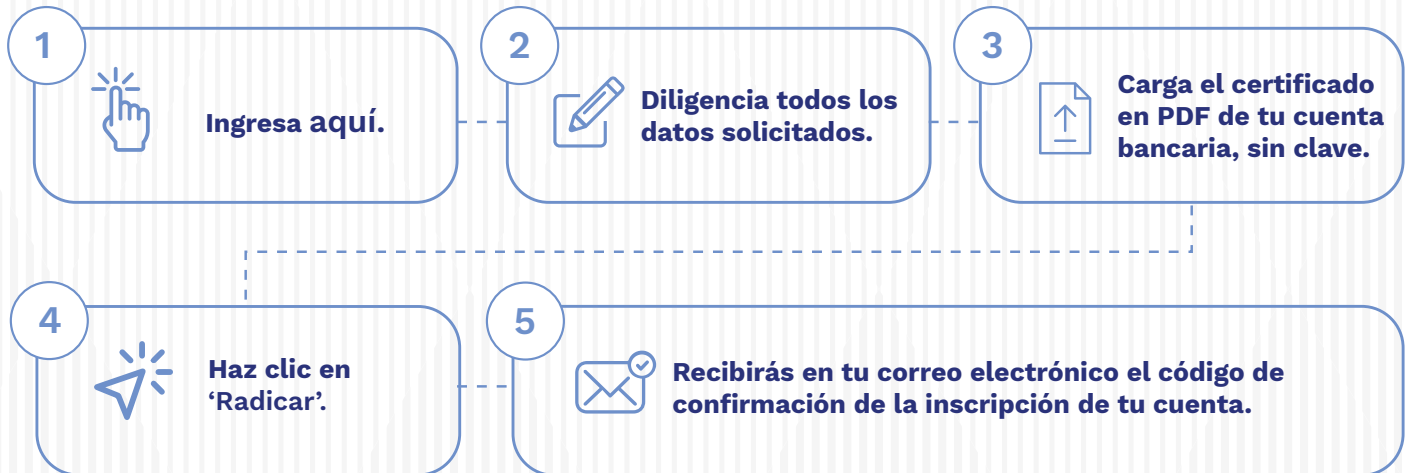 1
Ingresa aquí.
2
Diligencia todos los
datos solicitados.
3
Carga el certificado
en PDF de tu cuenta
bancaria, sin clave.
4
Haz clic en
‘Radicar’.
5
Recibirás en tu correo electrónico el código de
confirmación de la inscripción de tu cuenta.